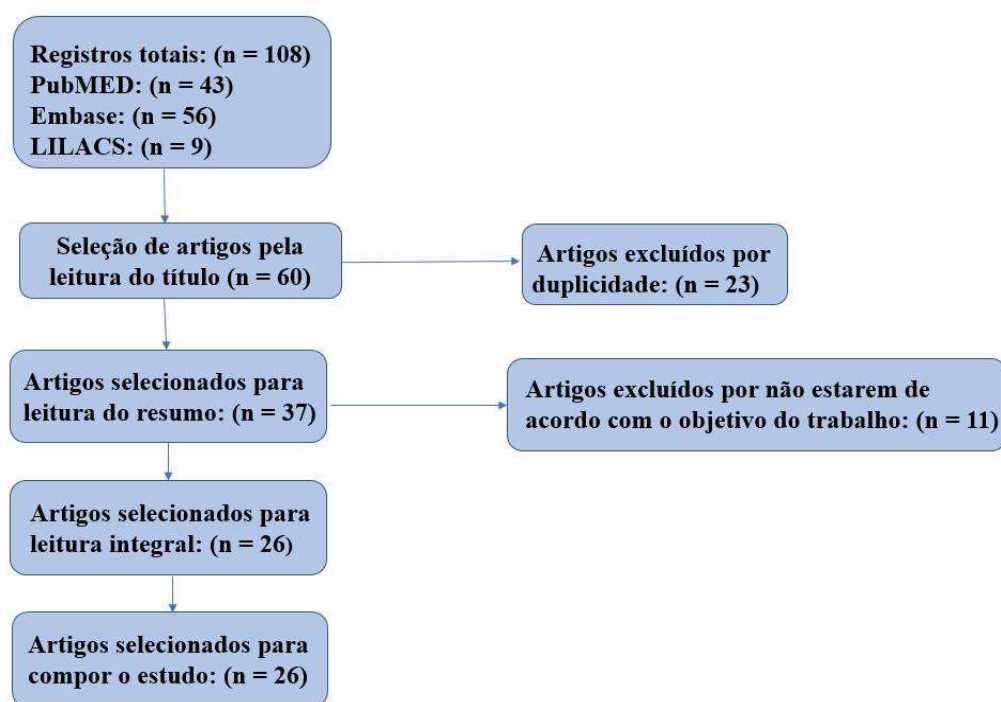 Registros totais: (n = 108)
PubMED: (n = 43)
Embase: (n = 56)
LILACS: (n = 9)
Seleção de artigos pela
leitura do título (n = 60)
Artigos excluídos por
duplicidade: (n = 23)
Artigos selecionados para
leitura do resumo: (n = 37)
Artigos excluídos por não estarem de
acordo com o objetivo do trabalho: (n = 11)
Artigos selecionados para
leitura integral: (n = 26)
Artigos selecionados para
compor o estudo: (n = 26)